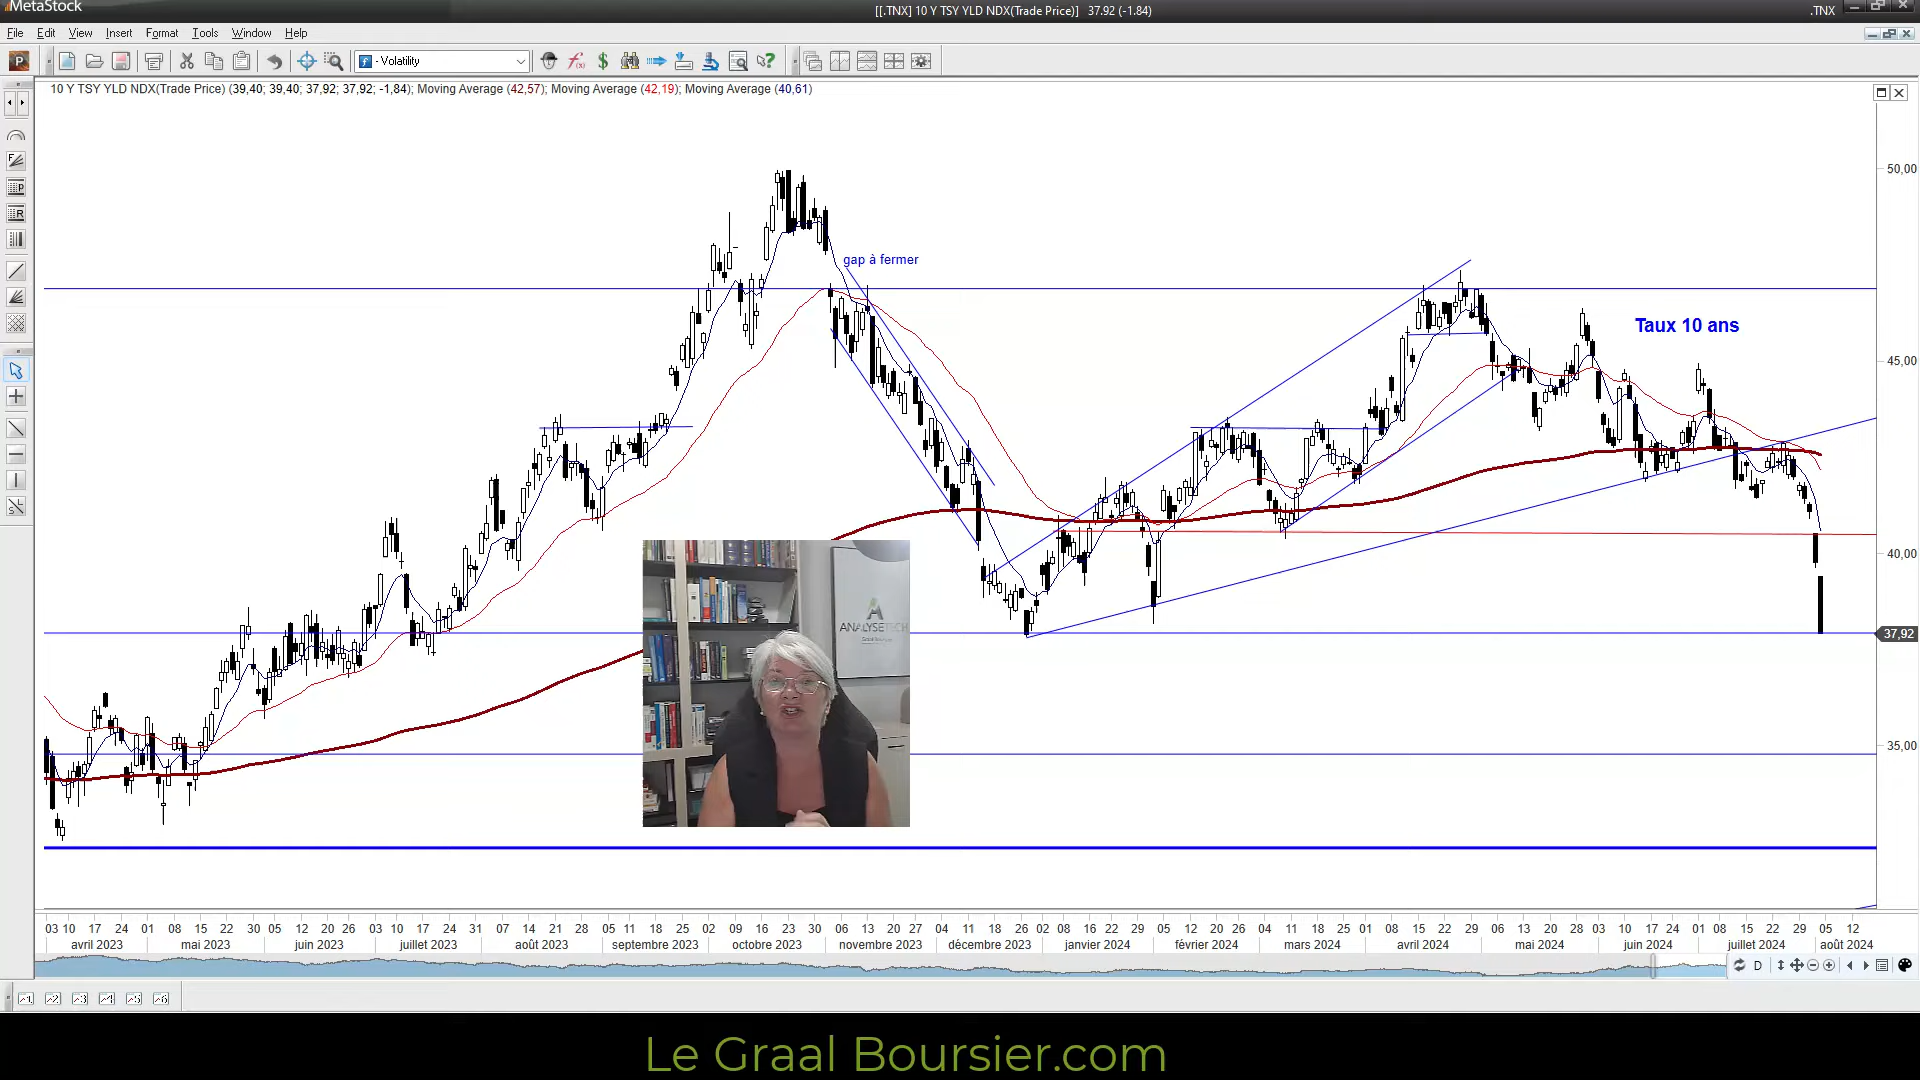 MetaStock
[[.TNX] 10 Y TSY YLD NDX(Trade Price)] 37.92 (-1.84)
.TNX
File Edit View Insert Format Tools Window Help
- Volatility
10 Y TSY YLD NDX(Trade Price) (39,40; 39,40; 37,92; 37,92; -1,84); Moving Average (42,57); Moving Average (42,19); Moving Average (40,61)
50,00
gap à fermer
Taux 10 ans
45,00
40,00
ANALYSETECH
37,92
35,00
03 10 17 24 01 08 15 22 30 05 12 20 26 03 10 17 24 31 07 14 21 28 05 11 18 25 02 09 16 23 30 06 13 20 27 04 11 18 26 02 08 16 22 29 05 12 20 26 04 11 18 25 01 08 15 22 29 06 13 20 28 03 10 17 24 01 08 15 22 29 05 12
avril 2023 mai 2023 juin 2023 juillet 2023 août 2023 septembre 2023 octobre 2023 novembre 2023 décembre 2023 janvier 2024 février 2024 mars 2024 avril 2024 mai 2024 juin 2024 juillet 2024 août 2024
D
1 2 3 4 5 6
Le Graal Boursier.com